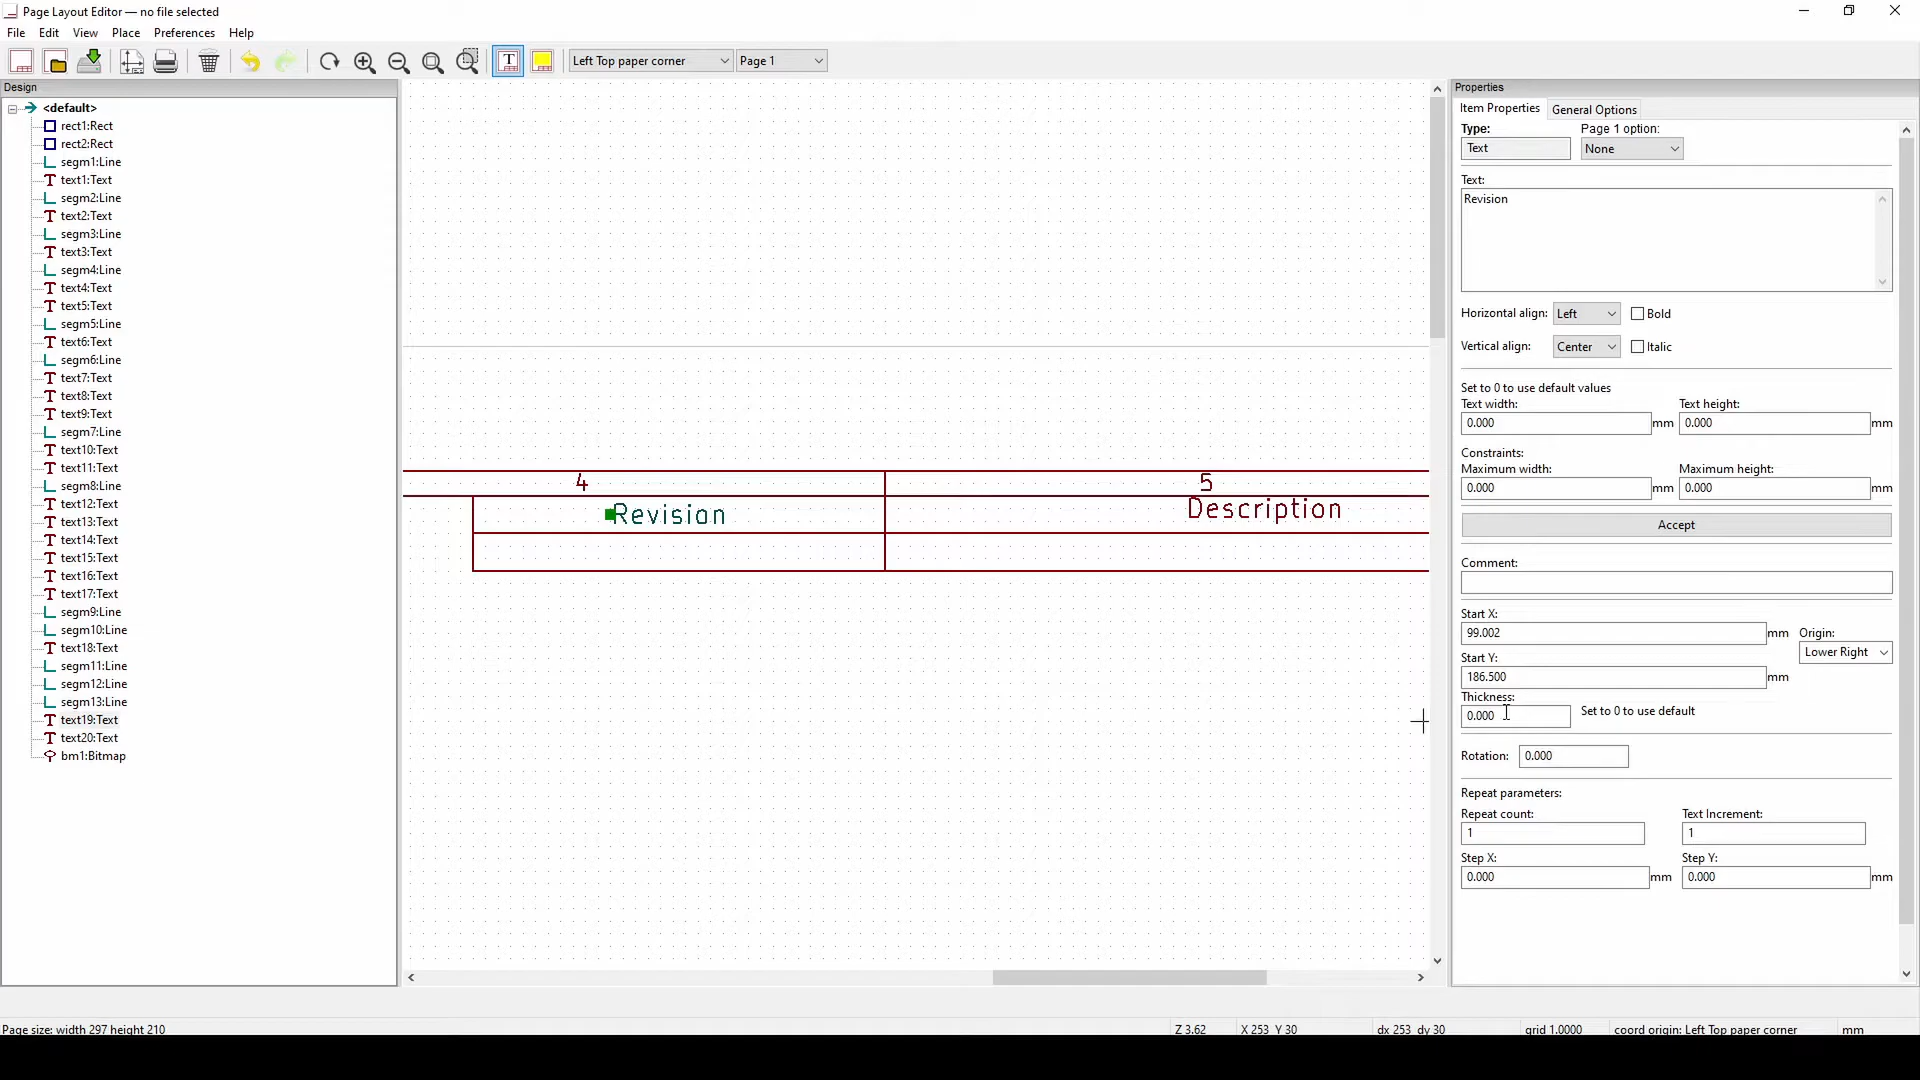 Page Layout Editor — no file selected
File Edit View Place Preferences Help
T Left Top paper corner Page 1
Design
<default>
rect1:Rect
rect2:Rect
segm1:Line
text1:Text
segm2:Line
text2:Text
segm3:Line
text3:Text
segm4:Line
text4:Text
text5:Text
segm5:Line
text6:Text
segm6:Line
text7:Text
text8:Text
text9:Text
segm7:Line
text10:Text
text11:Text
segm8:Line
text12:Text
text13:Text
text14:Text
text15:Text
text16:Text
text17:Text
segm9:Line
segm10:Line
text18:Text
segm11:Line
segm12:Line
segm13:Line
text19:Text
text20:Text
bm1:Bitmap
4 5
Revision Description
Properties
Item Properties General Options
Type: Page 1 option:
Text None
Text:
Revision
Horizontal align: Left Bold
Vertical align: Center Italic
Set to 0 to use default values
Text width: Text height:
0.000 mm 0.000 mm
Constraints:
Maximum width: Maximum height:
0.000 mm 0.000 mm
Accept
Comment:
Start X:
99.002 mm Origin:
Lower Right
Start Y:
186.500 mm
Thickness:
0.000 Set to 0 to use default
Rotation: 0.000
Repeat parameters:
Repeat count: Text Increment:
1 1
Step X: Step Y:
0.000 mm 0.000 mm
Page size: width 297 height 210 Z 3.62 X 253 Y 30 dx 253 dy 30 grid 1.0000 coord origin: Left Top paper corner mm